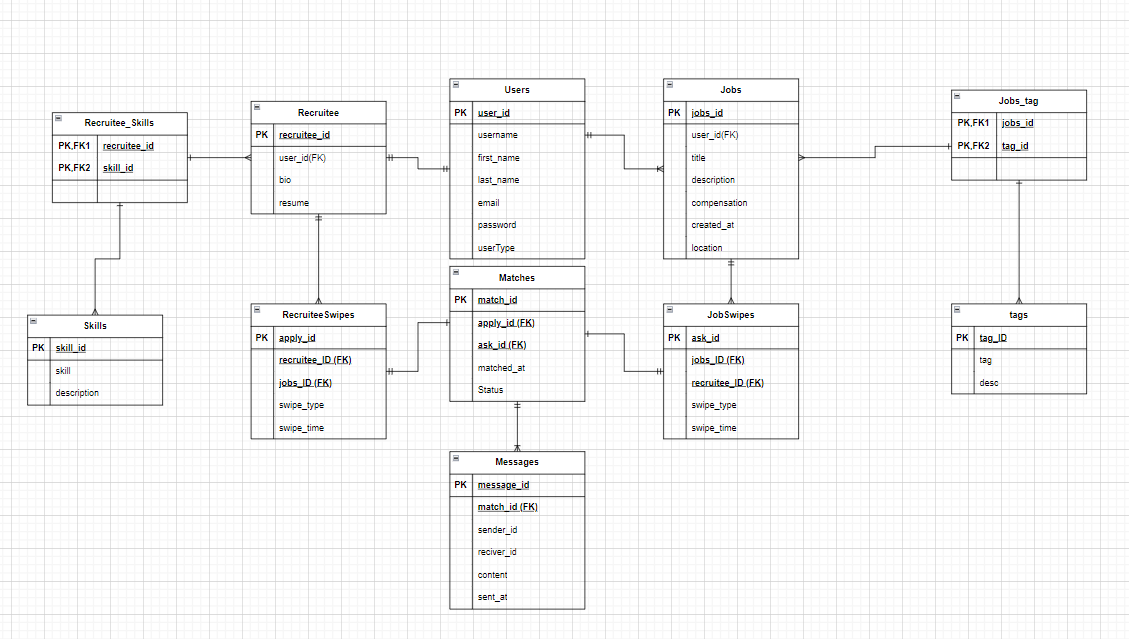 Recruitee_Skills
PK,FK1 recruitee_id
PK,FK2 skill_id
Recruitee
PK recruitee_id
user_id(FK)
bio
resume
Users
PK user_id
username
first_name
last_name
email
password
userType
Jobs
PK jobs_id
user_id(FK)
title
description
compensation
created_at
location
Jobs_tag
PK,FK1 jobs_id
PK,FK2 tag_id
Skills
PK skill_id
skill
description
RecruiteeSwipes
PK apply_id
recruitee_ID (FK)
jobs_ID (FK)
swipe_type
swipe_time
Matches
PK match_id
apply_id (FK)
ask_id (FK)
matched_at
Status
JobSwipes
PK ask_id
jobs_ID (FK)
recruitee_ID (FK)
swipe_type
swipe_time
tags
PK tag_ID
tag
desc
Messages
PK message_id
match_id (FK)
sender_id
reciver_id
content
sent_at